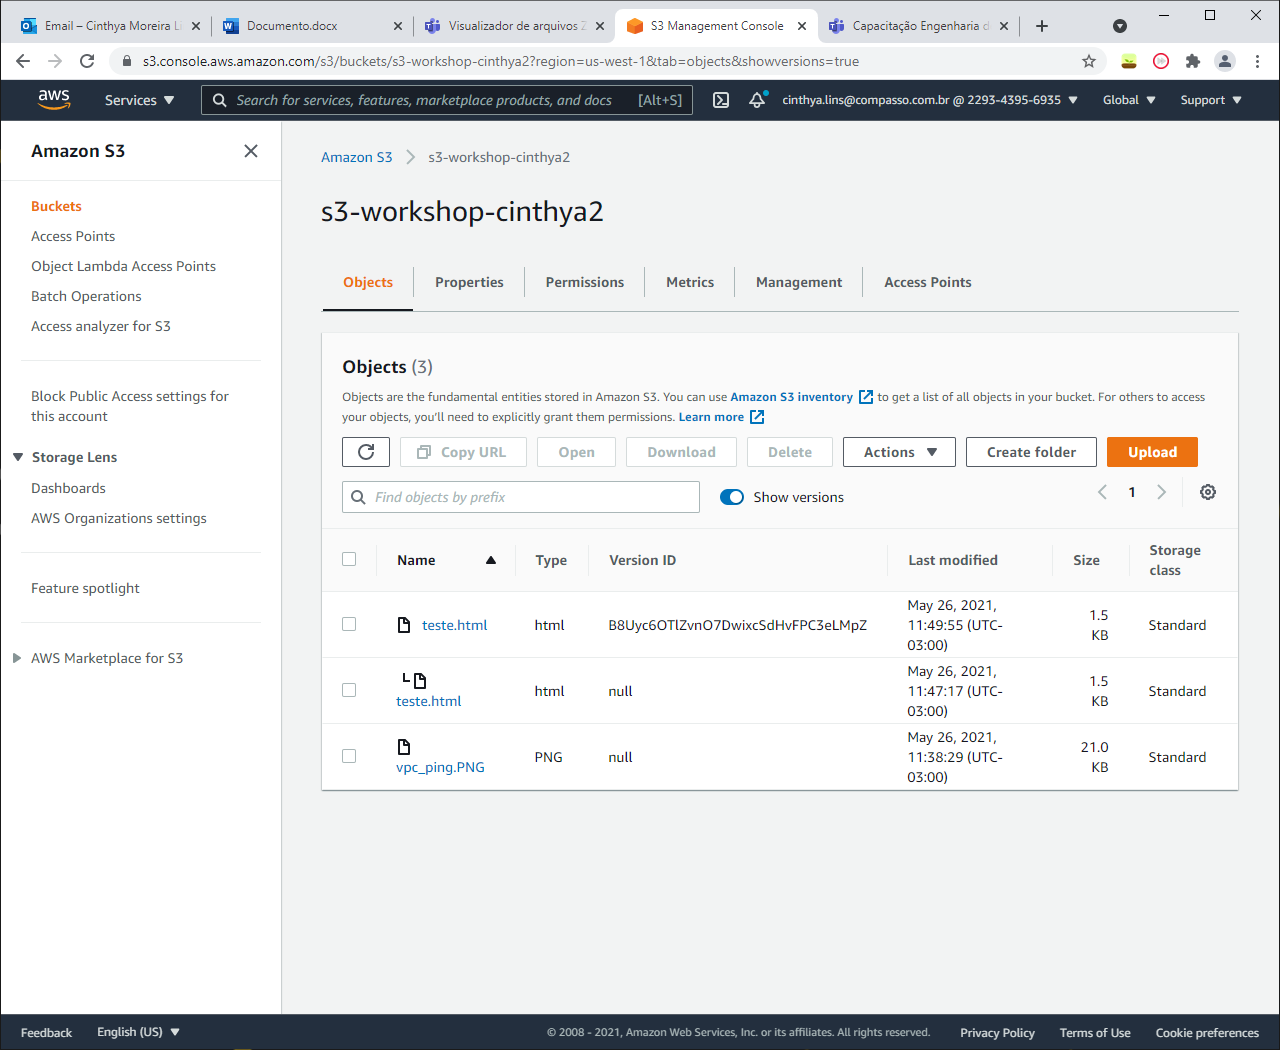 Email – Cinthya Moreira Li
Documento.docx
Visualizador de arquivos Z
S3 Management Console
Capacitação Engenharia d
s3.console.aws.amazon.com/s3/buckets/s3-workshop-cinthya2?region=us-west-1&tab=objects&showversions=true
aws
Services
Search for services, features, marketplace products, and docs [Alt+S]
cinthya.lins@compasso.com.br @ 2293-4395-6935
Global
Support
Amazon S3
Buckets
Access Points
Object Lambda Access Points
Batch Operations
Access analyzer for S3
Block Public Access settings for
this account
Storage Lens
Dashboards
AWS Organizations settings
Feature spotlight
AWS Marketplace for S3
Amazon S3
s3-workshop-cinthya2
s3-workshop-cinthya2
Objects
Properties
Permissions
Metrics
Management
Access Points
Objects (3)
Objects are the fundamental entities stored in Amazon S3. You can use Amazon S3 inventory to get a list of all objects in your bucket. For others to access
your objects, you'll need to explicitly grant them permissions. Learn more
Copy URL
Open
Download
Delete
Actions
Create folder
Upload
Find objects by prefix
Show versions
1
Name
Type
Version ID
Last modified
Size
Storage
class
teste.html
html
B8Uyc6OTlZvnO7DwixcSdHvFPC3eLMpZ
May 26, 2021,
11:49:55 (UTC-
03:00)
1.5
KB
Standard
teste.html
html
null
May 26, 2021,
11:47:17 (UTC-
03:00)
1.5
KB
Standard
vpc_ping.PNG
PNG
null
May 26, 2021,
11:38:29 (UTC-
03:00)
21.0
KB
Standard
Feedback
English (US)
© 2008 - 2021, Amazon Web Services, Inc. or its affiliates. All rights reserved.
Privacy Policy
Terms of Use
Cookie preferences